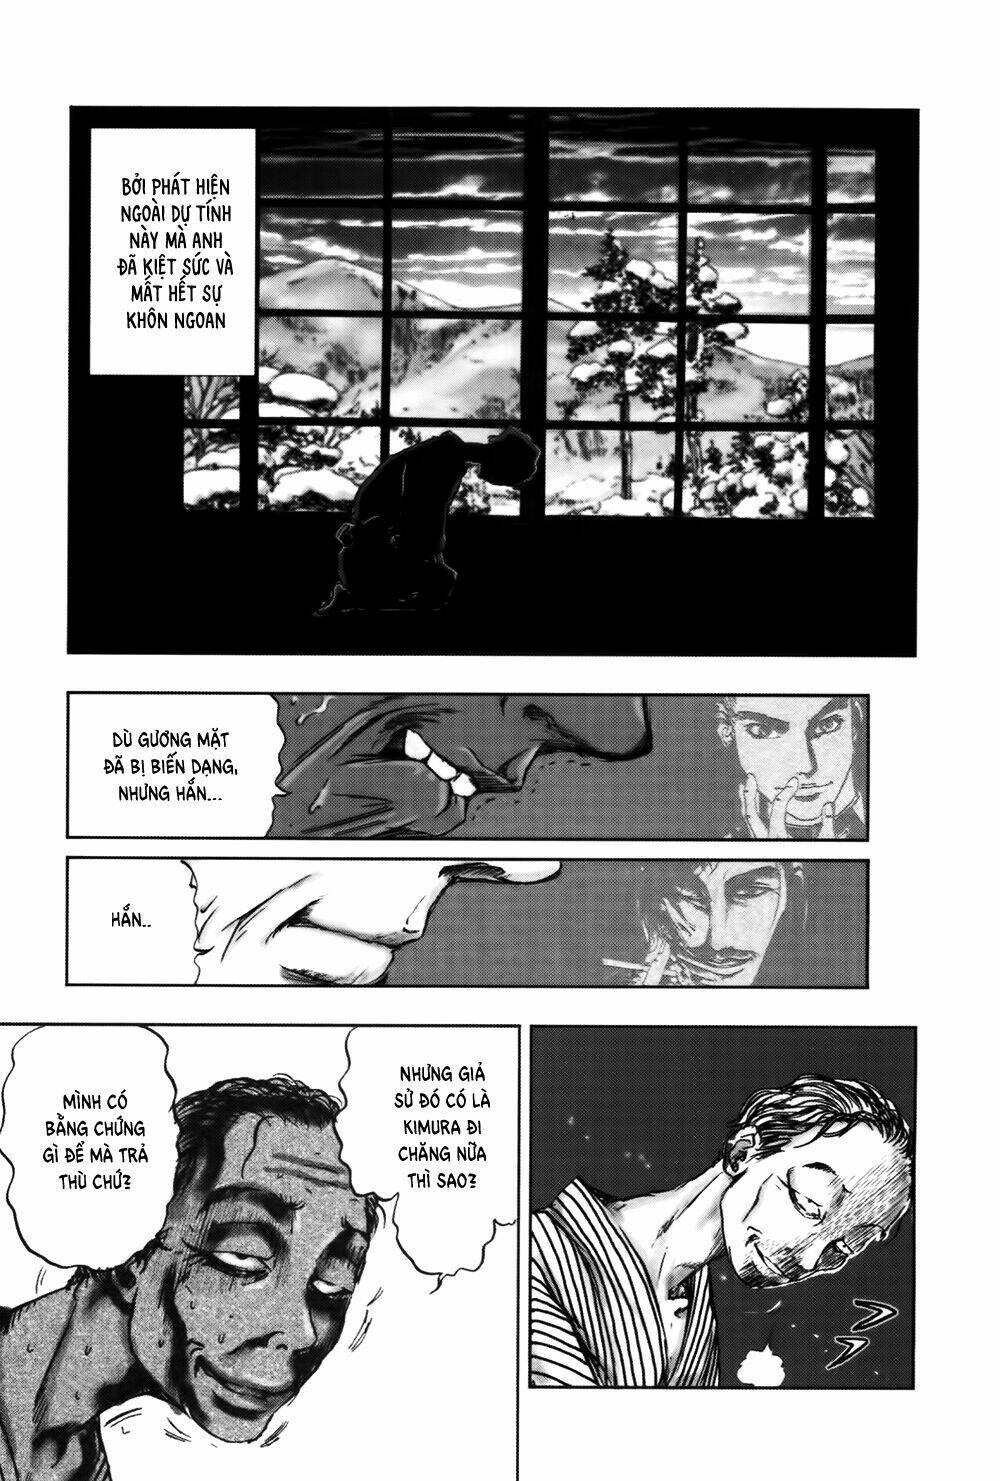 BỞI PHÁT HIỆN
NGOÀI DỰ TÍNH
NÀY MÀ ANH
ĐÃ KIỆT SỨC VÀ
MẤT HẾT SỰ
KHÔN NGOAN
DÙ GƯƠNG MẶT
ĐÃ BỊ BIẾN DẠNG,
NHƯNG HẮN...
HẮN..
NHƯNG GIẢ
SỬ ĐÓ CÓ LÀ
KIMURA ĐI
CHĂNG NỮA
THÌ SAO?
MÌNH CÓ
BẰNG CHỨNG
GÌ ĐỂ MÀ TRẢ
THÙ CHỨ?